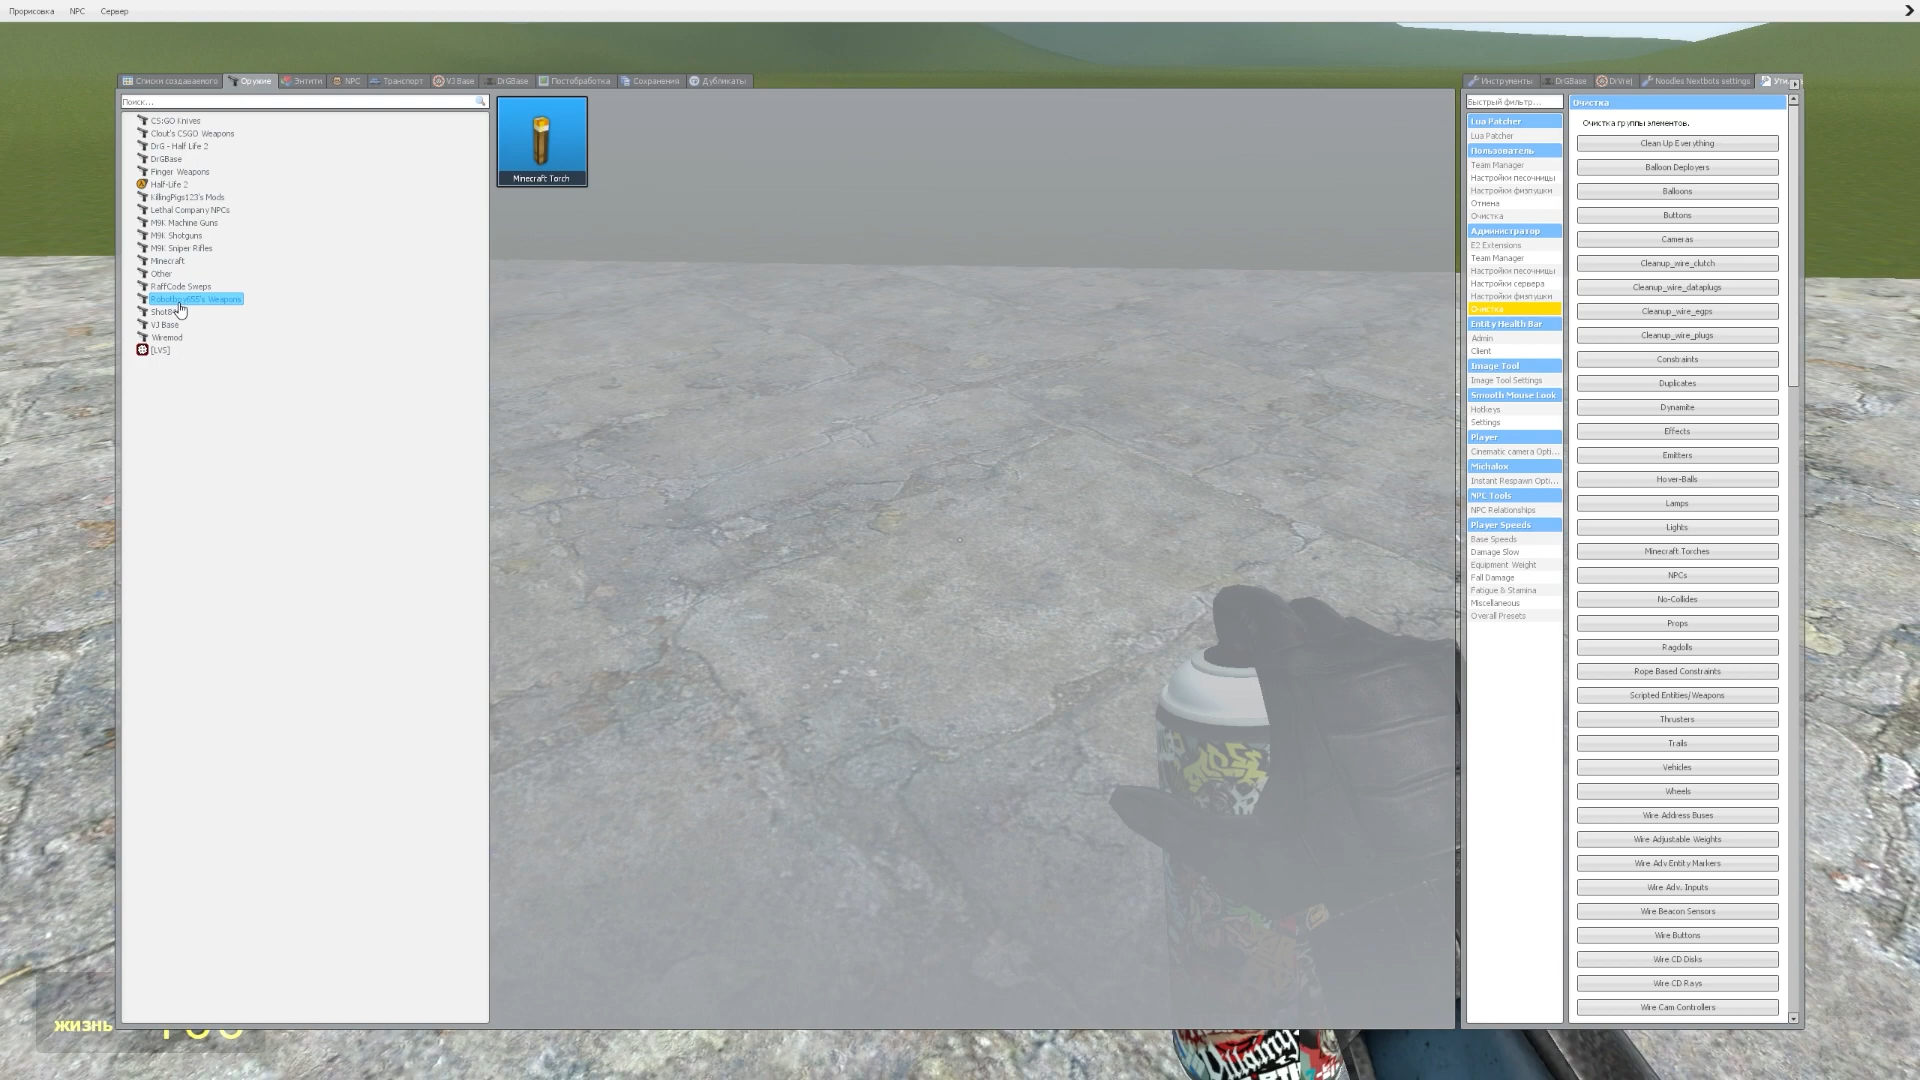 Прорисовка NPC Сервер
Списки создаваемого Оружие Энтити NPC Транспорт VJ Base DrGBase Постобработка Сохранения Дубликаты
Поиск...
CS:GO Knives
Clout's CSGO Weapons
DrG - Half Life 2
DrGBase
Finger Weapons
Half-Life 2
KillingPigs123's Mods
Lethal Company NPCs
M9K Machine Guns
M9K Shotguns
M9K Sniper Rifles
Minecraft
Other
RaffCode Sweps
Robotboy655's Weapons
VJ Base
Wiremod
[LVS]
Minecraft Torch
Инструменты DrGBase DrVrej Noodles Nextbots settings
Быстрый фильтр...
Lua Patcher
Lua Patcher
Пользователь
Team Manager
Настройки песочницы
Настройки физпушки
Отмена
Очистка
Администратор
E2 Extensions
Team Manager
Настройки песочницы
Настройки сервера
Настройки физпушки
Очистка
Entity Health Bar
Admin
Client
Image Tool
Image Tool Settings
Smooth Mouse Look
Hotkeys
Settings
Player
Cinematic camera Opti...
Michalox
Instant Respawn Opti...
NPC Tools
NPC Relationships
Player Speeds
Base Speeds
Damage Slow
Equipment Weight
Fall Damage
Fatigue & Stamina
Miscellaneous
Overall Presets
Очистка
Очистка группы элементов.
Clean Up Everything
Balloon Deployers
Balloons
Buttons
Cameras
Cleanup_wire_clutch
Cleanup_wire_dataplugs
Cleanup_wire_egps
Cleanup_wire_plugs
Constraints
Duplicates
Dynamite
Effects
Emitters
Hover-Balls
Lamps
Lights
Minecraft Torches
NPCs
No-Collides
Props
Ragdolls
Rope Based Constraints
Scripted Entities/Weapons
Thrusters
Trails
Vehicles
Wheels
Wire Address Buses
Wire Adjustable Weights
Wire Adv Entity Markers
Wire Adv. Inputs
Wire Beacon Sensors
Wire Buttons
Wire CD Disks
Wire CD Rays
Wire Cam Controllers
жизнь